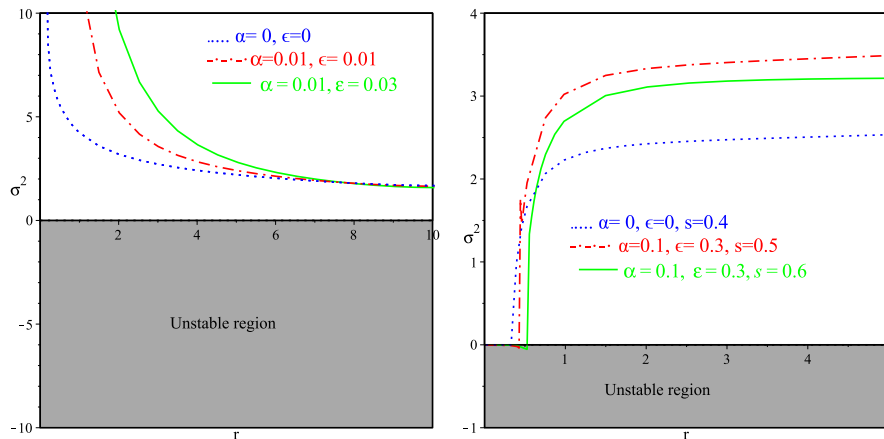 10
α= 0, ϵ=0
α=0.01, ϵ= 0.01
α = 0.01, ε = 0.03
5
σ²
0
2
4
6
8
10
Unstable region
-5
-10
r
4
3
2
α= 0, ϵ=0, s=0.4
σ²
α=0.1, ϵ= 0.3, s=0.5
1
α = 0.1, ε = 0.3, s = 0.6
0
1
2
3
4
Unstable region
-1
r